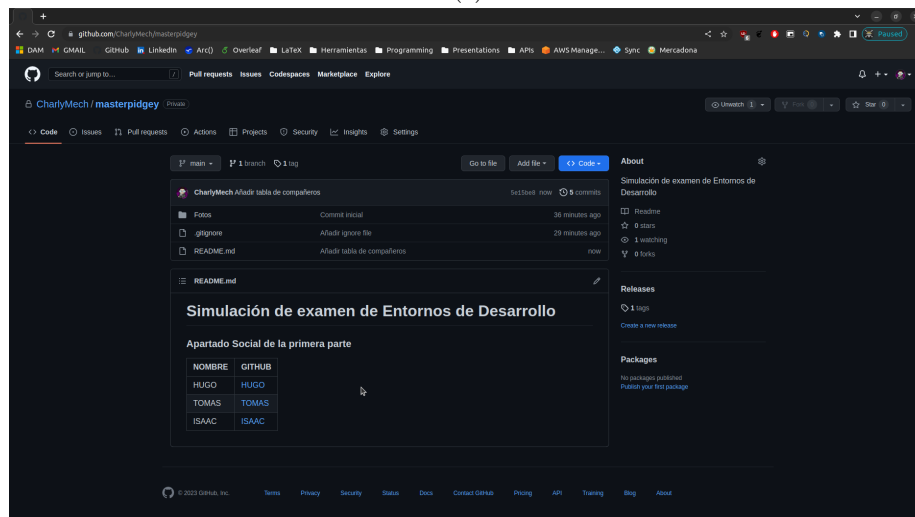 github.com/CharlyMech/masterpidgey
Paused
DAM GMAIL GitHub LinkedIn Arc() Overleaf LaTeX Herramientas Programming Presentations APIs AWS Manage... Sync Mercadona
Search or jump to... / Pull requests Issues Codespaces Marketplace Explore
CharlyMech / masterpidgey Private
Unwatch 1 Fork 0 Star 0
Code Issues Pull requests Actions Projects Security Insights Settings
main 1 branch 1 tag Go to file Add file Code
CharlyMech Añadir tabla de compañeros 5e15be8 now 5 commits
Fotos Commit inicial 36 minutes ago
.gitignore Añadir ignore file 29 minutes ago
README.md Añadir tabla de compañeros now
README.md
Simulación de examen de Entornos de Desarrollo
Apartado Social de la primera parte
NOMBRE GITHUB
HUGO HUGO
TOMAS TOMAS
ISAAC ISAAC
About
Simulación de examen de Entornos de
Desarrollo
Readme
0 stars
1 watching
0 forks
Releases
1 tags
Create a new release
Packages
No packages published
Publish your first package
© 2023 GitHub, Inc. Terms Privacy Security Status Docs Contact GitHub Pricing API Training Blog About